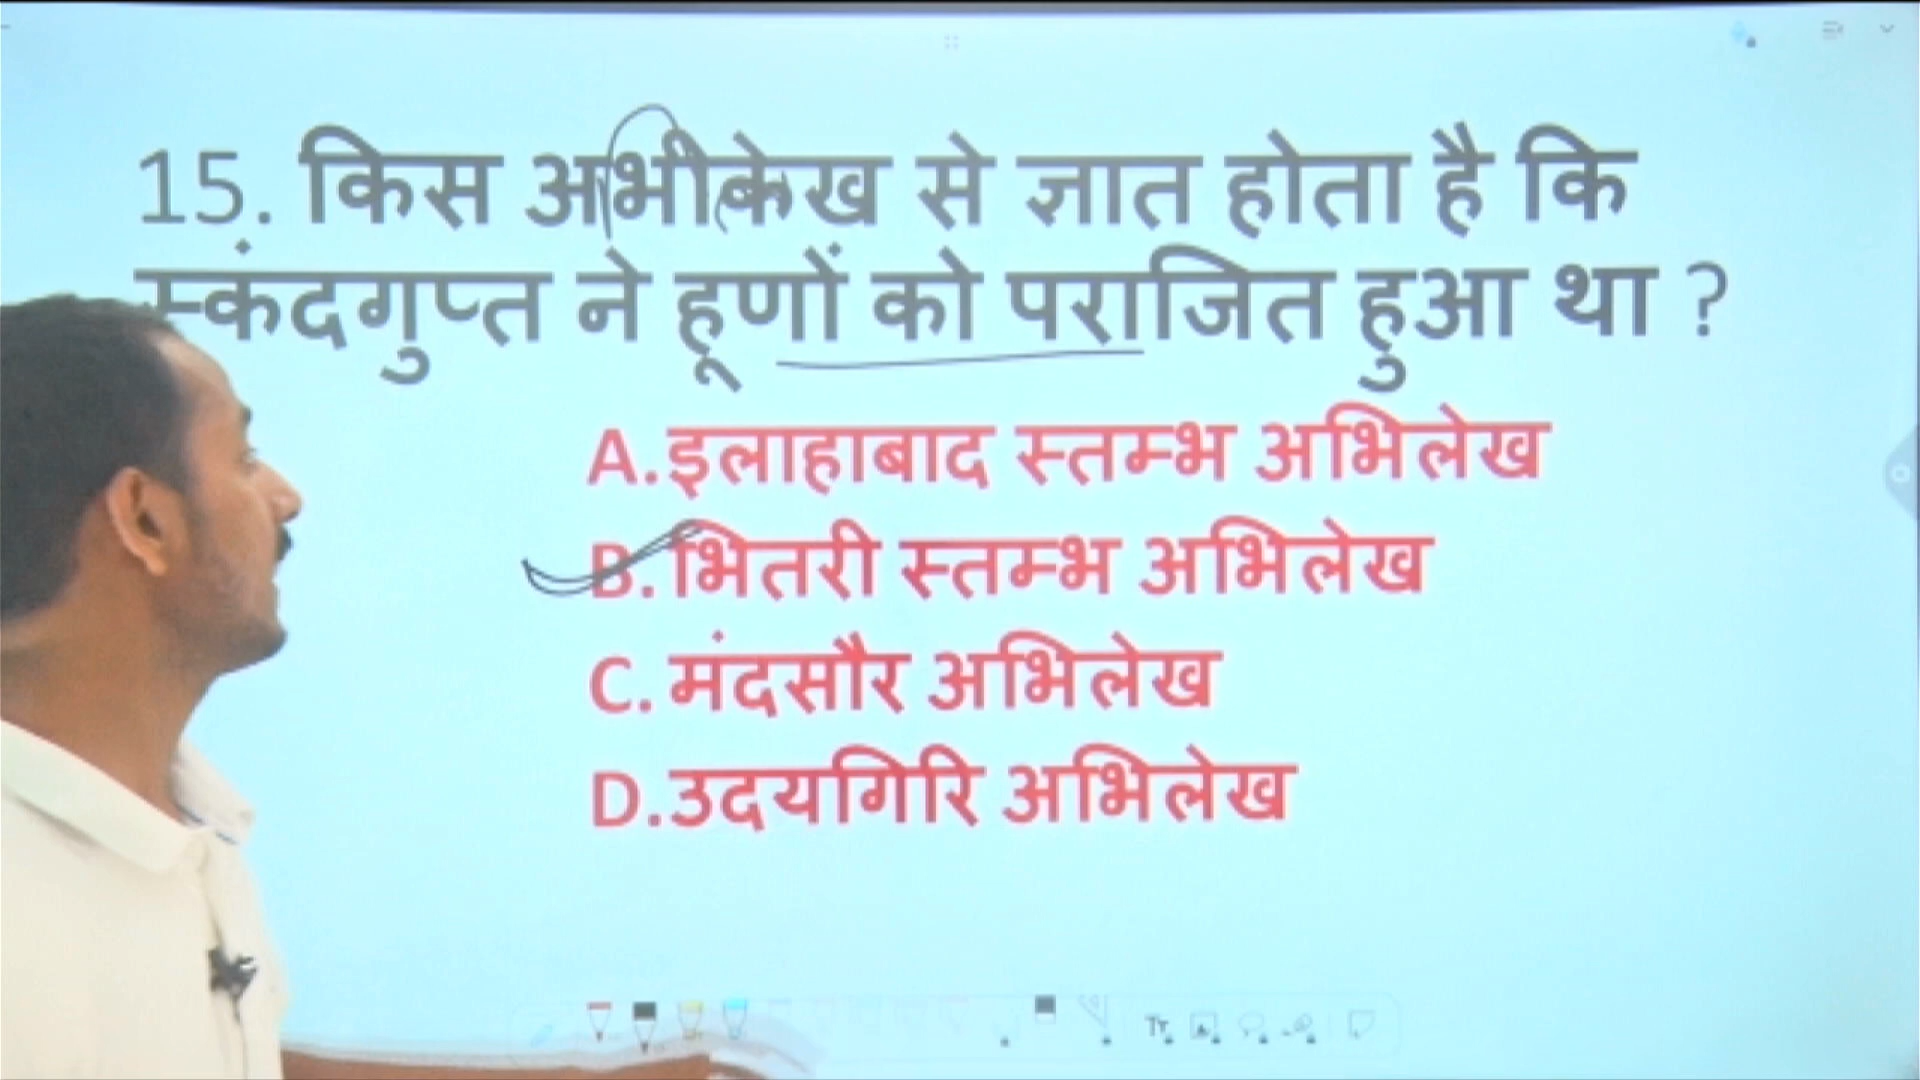 15. किस अभीकेख से ज्ञात होता है कि
स्कंदगुप्त ने हूणों को पराजित हुआ था ?
A.इलाहाबाद स्तम्भ अभिलेख
B.भितरी स्तम्भ अभिलेख
C. मंदसौर अभिलेख
D.उदयगिरि अभिलेख